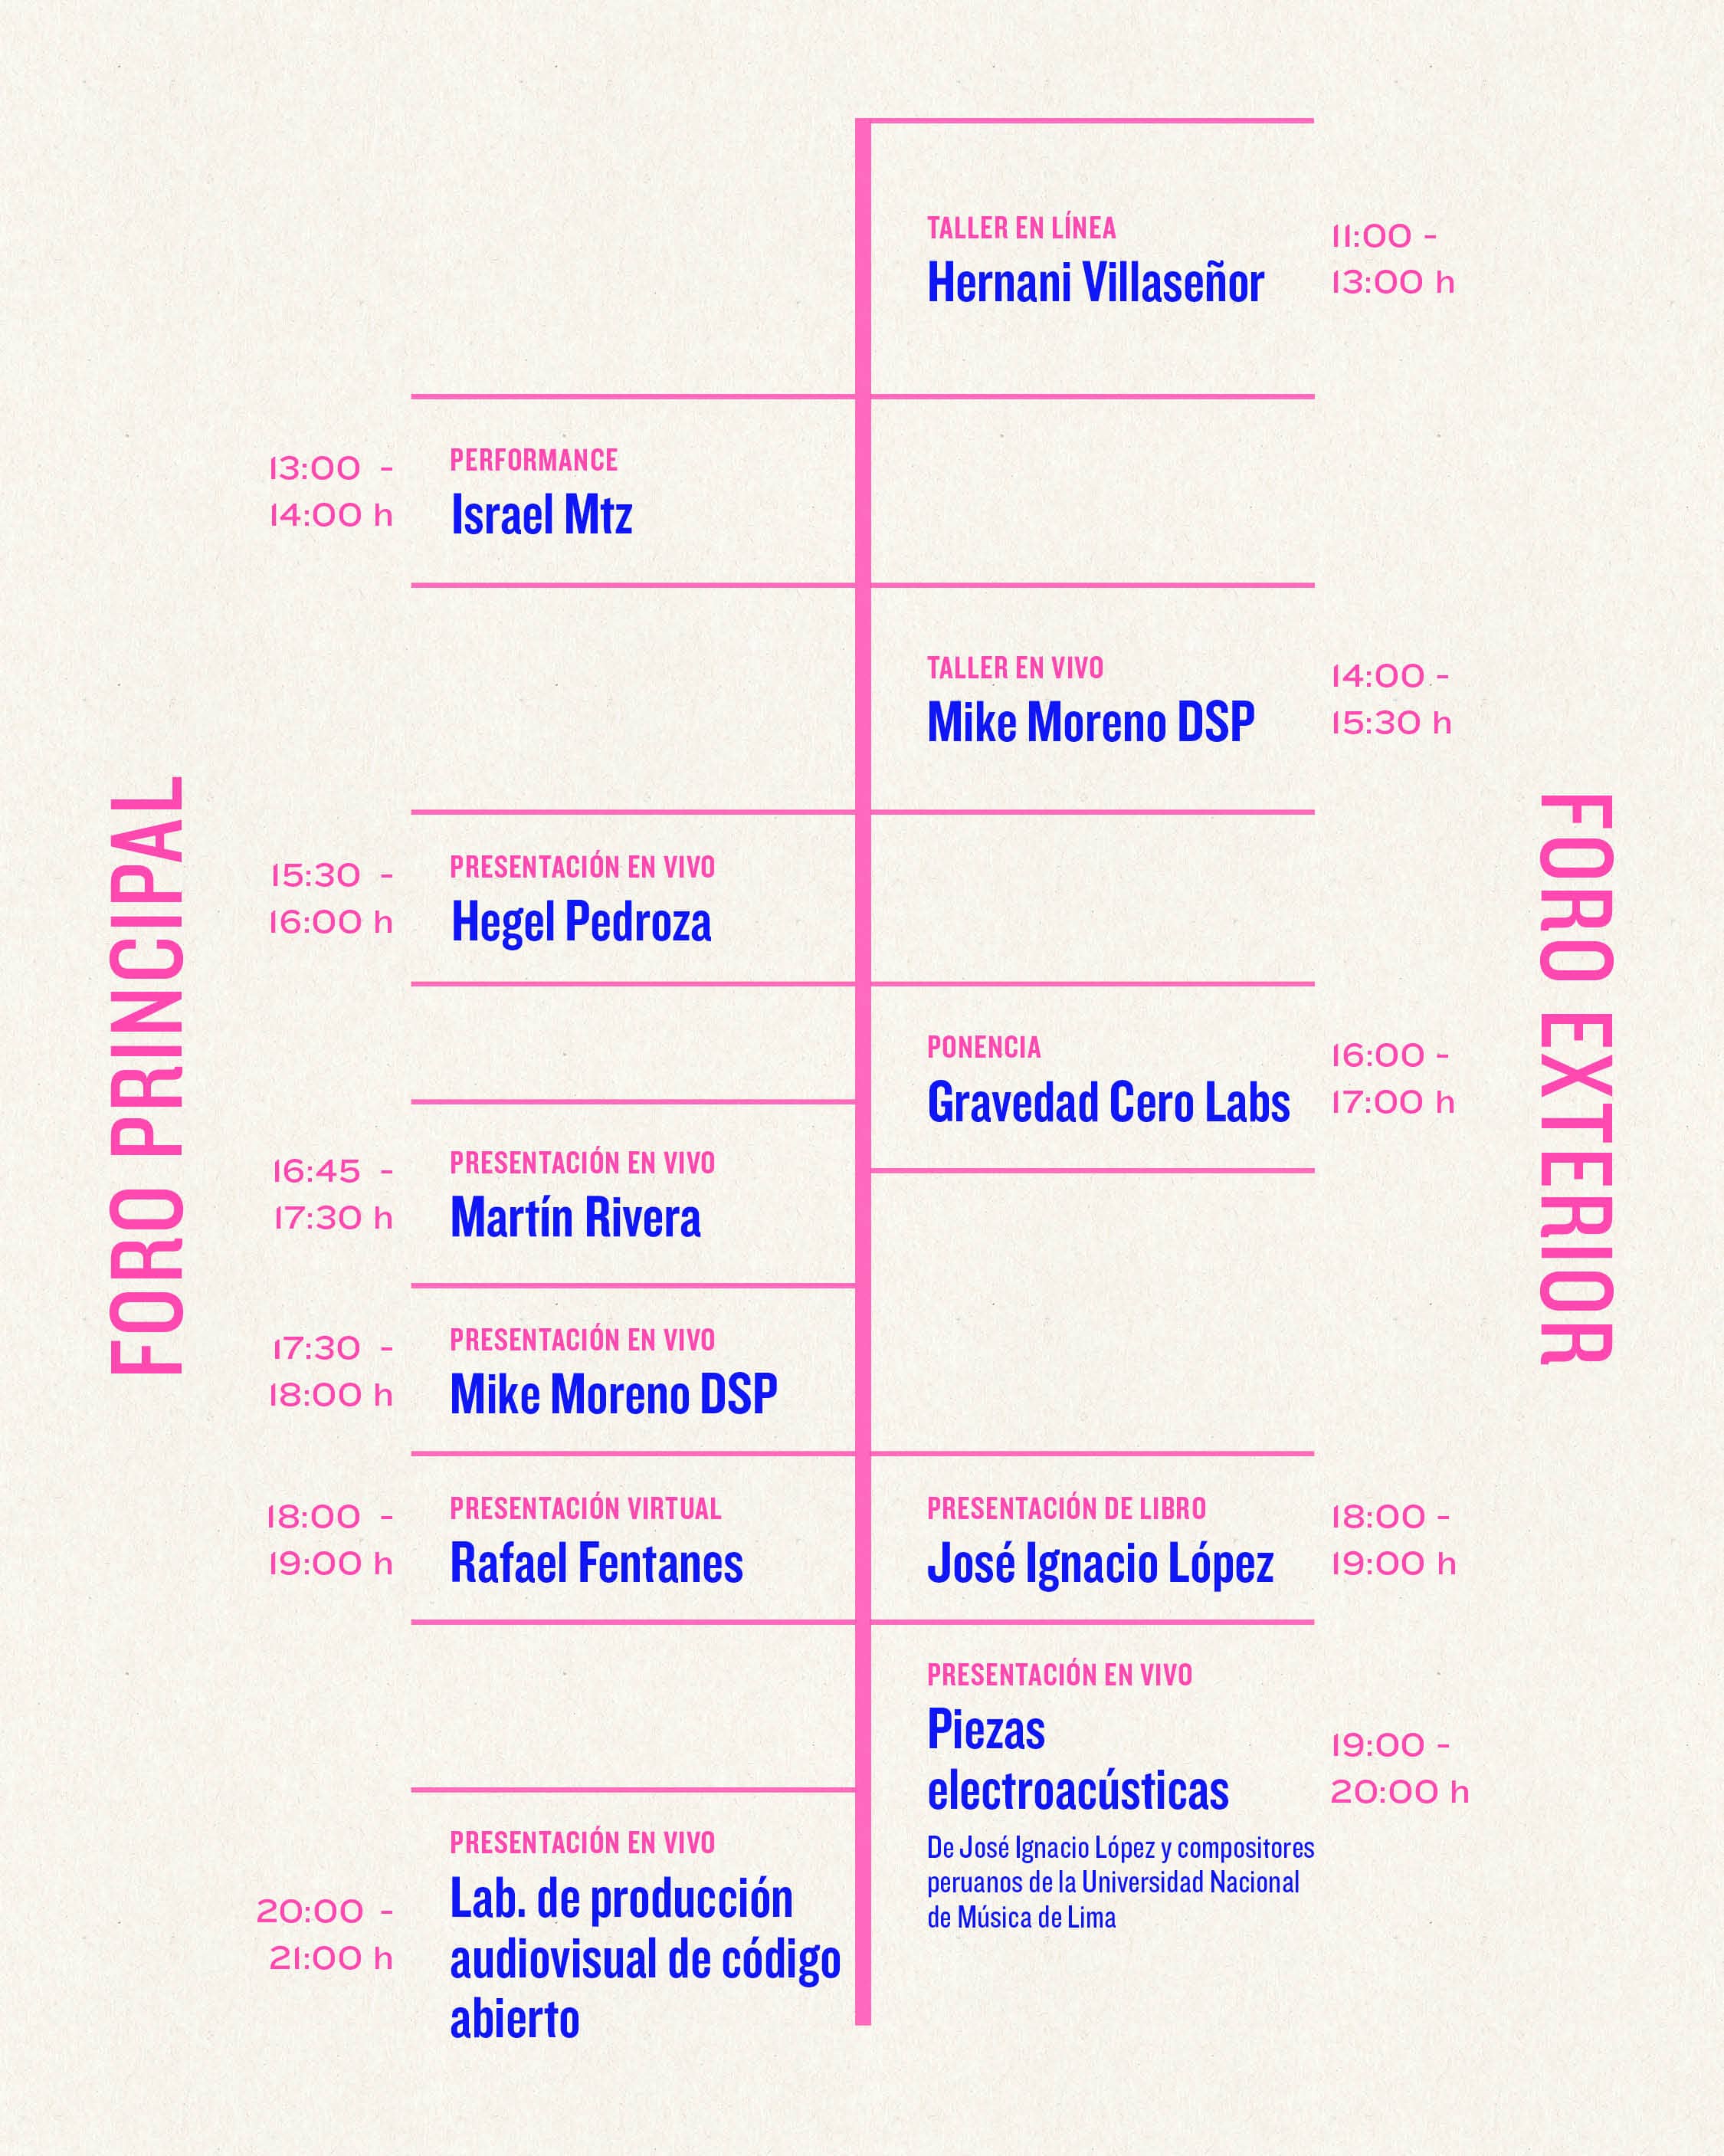 TALLER EN LÍNEA
Hernani Villaseñor
11:00 -
13:00 h
13:00 -
14:00 h
PERFORMANCE
Israel Mtz
TALLER EN VIVO
Mike Moreno DSP
14:00 -
15:30 h
FORO PRINCIPAL
FORO EXTERIOR
15:30 -
16:00 h
PRESENTACIÓN EN VIVO
Hegel Pedroza
PONENCIA
Gravedad Cero Labs
16:00 -
17:00 h
16:45 -
17:30 h
PRESENTACIÓN EN VIVO
Martín Rivera
17:30 -
18:00 h
PRESENTACIÓN EN VIVO
Mike Moreno DSP
18:00 -
19:00 h
PRESENTACIÓN VIRTUAL
Rafael Fentanes
PRESENTACIÓN DE LIBRO
José Ignacio López
18:00 -
19:00 h
PRESENTACIÓN EN VIVO
Piezas
electroacústicas
De José Ignacio López y compositores
peruanos de la Universidad Nacional
de Música de Lima
19:00 -
20:00 h
20:00 -
21:00 h
PRESENTACIÓN EN VIVO
Lab. de producción
audiovisual de código
abierto